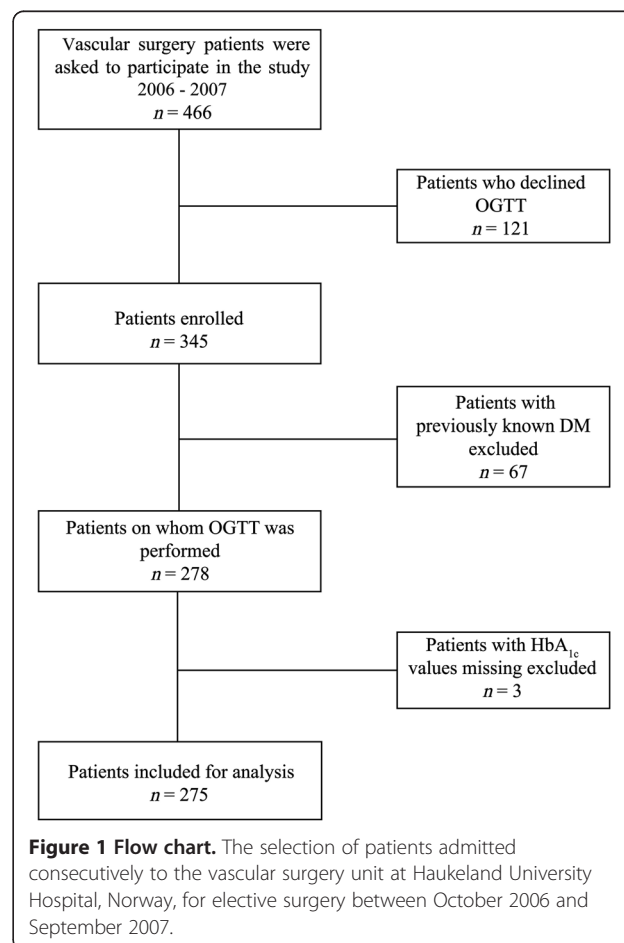 Vascular surgery patients were
asked to participate in the study
2006 - 2007
n = 466
Patients who declined
OGTT
n = 121
Patients enrolled
n = 345
Patients with
previously known DM
excluded
n = 67
Patients on whom OGTT was
performed
n = 278
Patients with HbA1c
values missing excluded
n = 3
Patients included for analysis
n = 275
Figure 1 Flow chart. The selection of patients admitted
consecutively to the vascular surgery unit at Haukeland University
Hospital, Norway, for elective surgery between October 2006 and
September 2007.